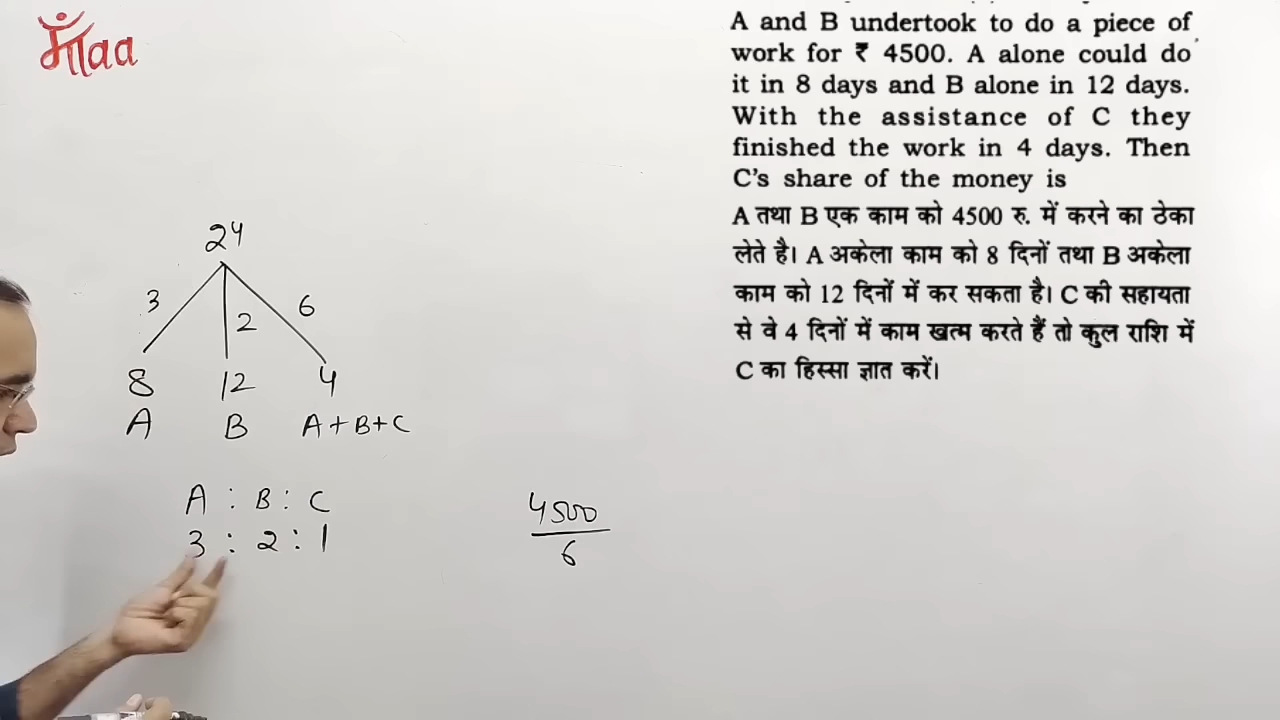 माँaa
A and B undertook to do a piece of
work for ₹ 4500. A alone could do
it in 8 days and B alone in 12 days.
With the assistance of C they
finished the work in 4 days. Then
C's share of the money is
A तथा B एक काम को 4500 रु. में करने का ठेका
लेते है। A अकेला काम को 8 दिनों तथा B अकेला
काम को 12 दिनों में कर सकता है। C की सहायता
से वे 4 दिनों में काम खत्म करते हैं तो कुल राशि में
C का हिस्सा ज्ञात करें।
24
3 2 6
8 12 4
A B A+B+C
A : B : C
3 : 2 : 1
4500
6